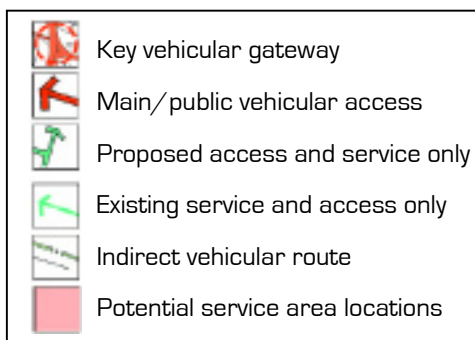 Key vehicular gateway
Main/public vehicular access
Proposed access and service only
Existing service and access only
Indirect vehicular route
Potential service area locations